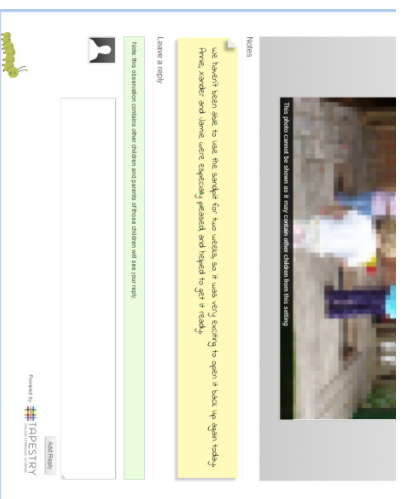 This photo cannot be shown as it may contain other children from this setting
Notes
We haven't been able to use the sandpit for two weeks, so it was very exciting to open it back up again today.
Annie, Xander and Jamie were especially pleased, and helped to get it ready.
Leave a reply
Note: this observation contains other children and parents of those children will see your reply.
Add Reply
Powered by TAPESTRY
ONLINE LEARNING JOURNAL